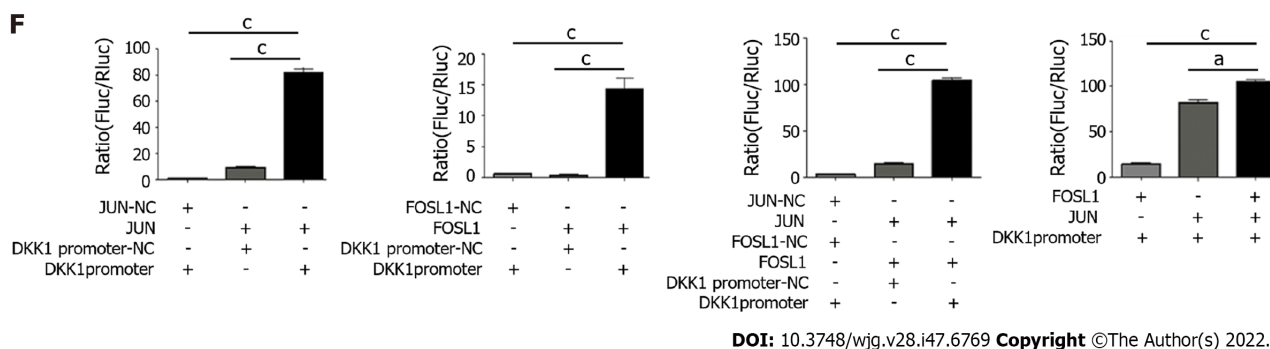 F
c
c
Ratio(Fluc/Rluc)
100
80
60
40
20
0
JUN-NC + - -
JUN - + +
DKK1 promoter-NC - + -
DKK1promoter + - +
c
c
Ratio(Fluc/Rluc)
20
15
10
5
5
0
FOSL1-NC + - -
FOSL1 - + +
DKK1 promoter-NC - + -
DKK1promoter + - +
c
c
Ratio(Fluc/Rluc)
150
100
50
0
JUN-NC + - -
JUN - + +
FOSL1-NC + - -
FOSL1 - + +
DKK1 promoter-NC - + -
DKK1promoter + - +
c
a
Ratio(Fluc/Rluc)
150
100
50
0
FOSL1 + - +
JUN - + +
DKK1promoter + + +
DOI: 10.3748/wjg.v28.i47.6769 Copyright ©The Author(s) 2022.